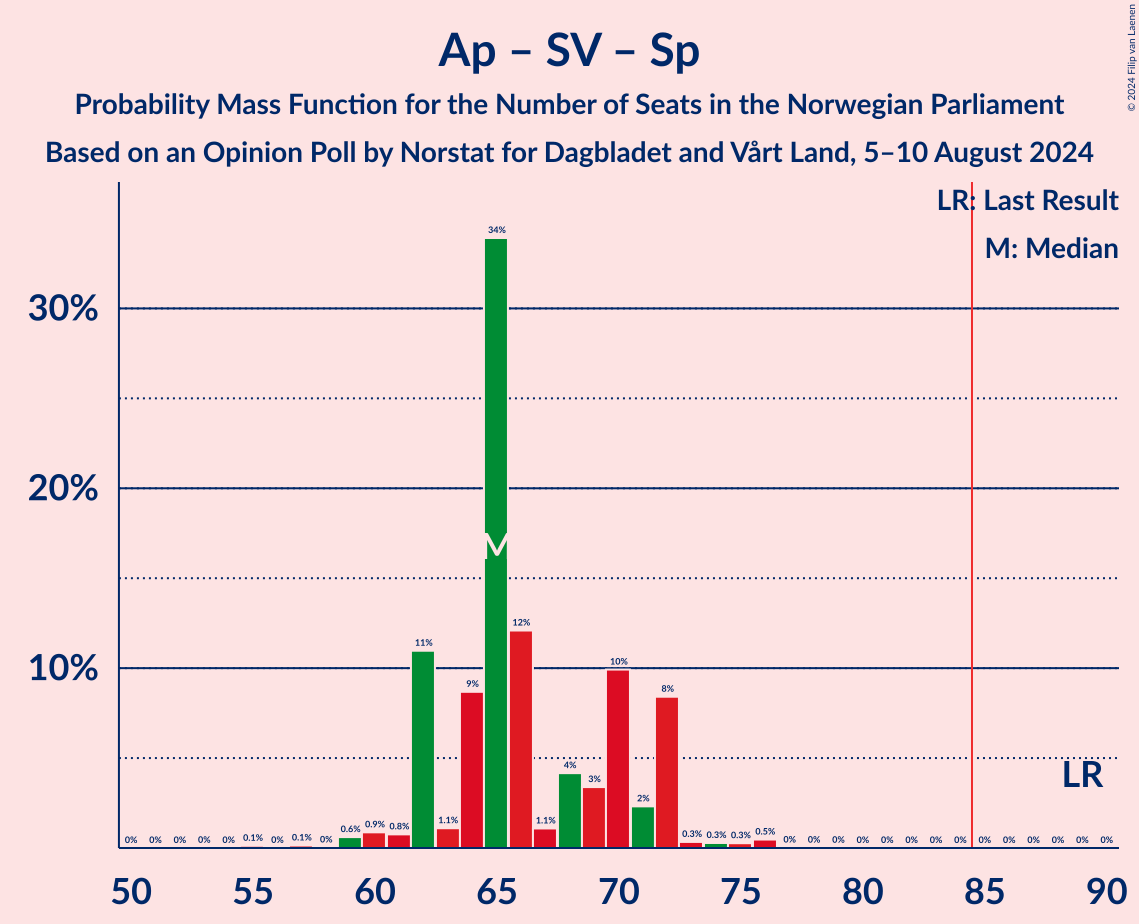 Ap – SV – Sp
Probability Mass Function for the Number of Seats in the Norwegian Parliament
Based on an Opinion Poll by Norstat for Dagbladet and Vårt Land, 5–10 August 2024
© 2024 Filip van Laenen
LR: Last Result
M: Median
34%
30%
20%
M
12%
11%
10%
10%
9%
8%
LR
4%
3%
2%
0% 0% 0% 0% 0% 0.1% 0% 0.1% 0% 0.6% 0.9% 0.8% 1.1% 1.1% 0.3% 0.3% 0.3% 0.5% 0% 0% 0% 0% 0% 0% 0% 0% 0% 0% 0% 0% 0% 0%
50 55 60 65 70 75 80 85 90